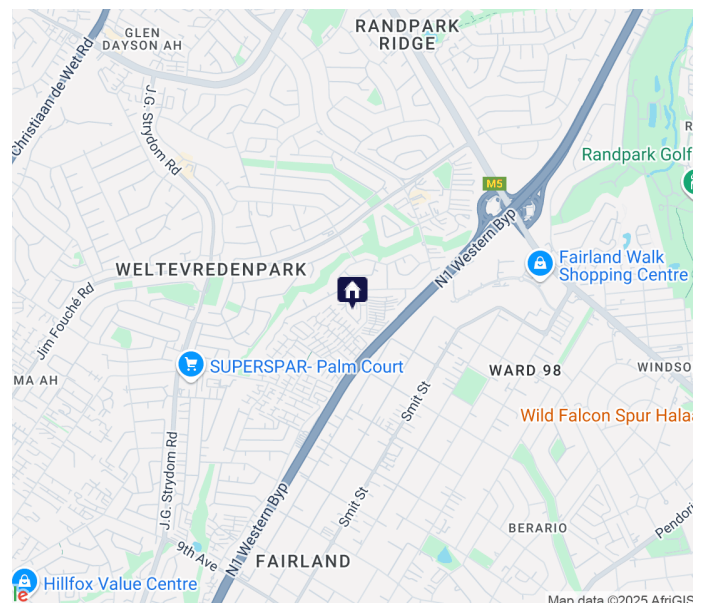 RANDPARK
RIDGE
GLEN
DAYSON AH
Christiaan de Wet Rd
J.G. Strydom Rd
R
Randpark Golf
M5
N1 Western Byp
WELTEVREDENPARK
Fairland Walk
Shopping Centre
Jim Fouché Rd
SUPERSPAR- Palm Court
MA AH
WARD 98
WINDSO
Smit St
Wild Falcon Spur Hala
J.G. Strydom Rd
Smit St
N1 Western Byp
BERARIO
Pendori
9th Ave
FAIRLAND
Hillfox Value Centre
Map data ©2025 AfriGIS